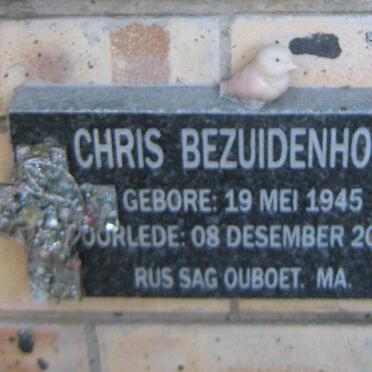 CHRIS BEZUIDENHO
GEBORE: 19 MEI 1945
OORLEDE: 08 DESEMBER 20
RUS SAG OUBOET. MA.